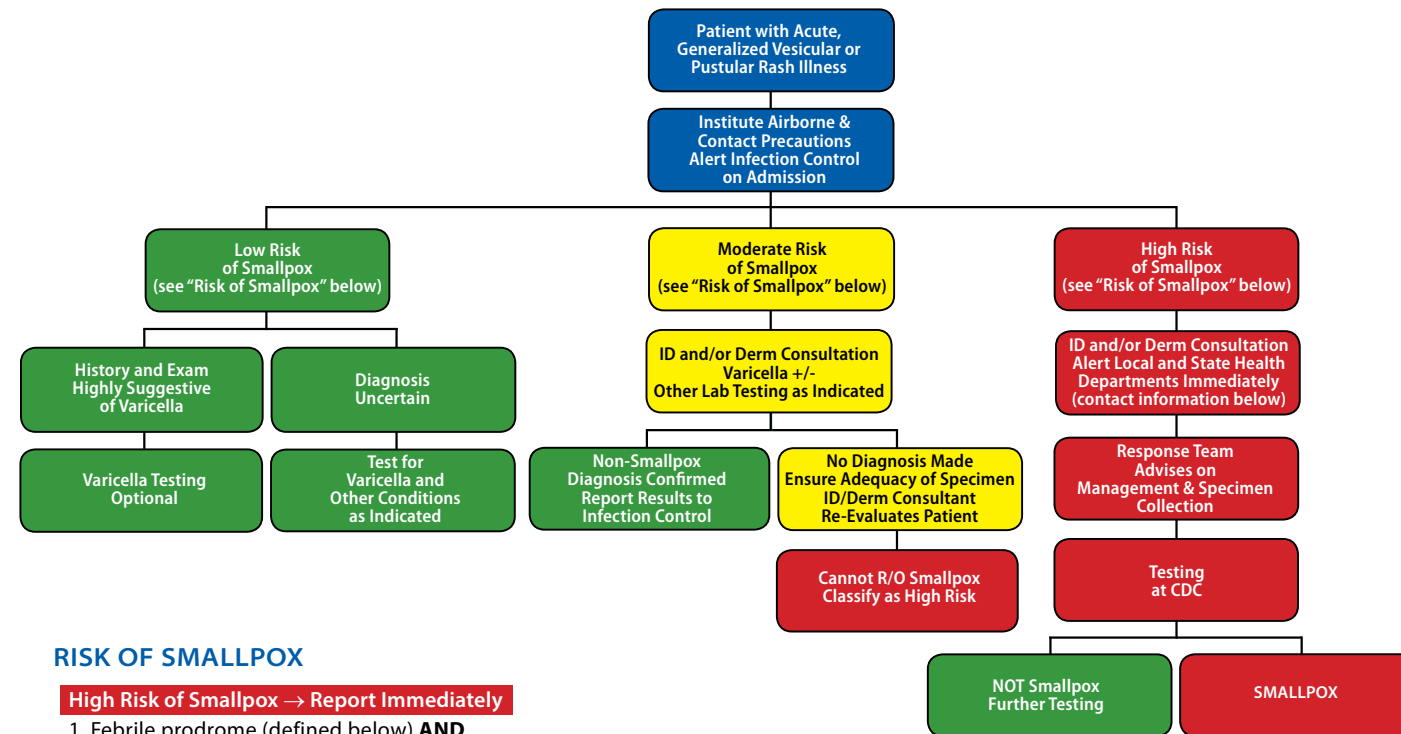 Patient with Acute,
Generalized Vesicular or
Pustular Rash Illness
Institute Airborne &
Contact Precautions
Alert Infection Control
on Admission
Low Risk
of Smallpox
(see “Risk of Smallpox” below)
History and Exam
Highly Suggestive
of Varicella
Varicella Testing
Optional
Diagnosis
Uncertain
Test for
Varicella and
Other Conditions
as Indicated
Moderate Risk
of Smallpox
(see “Risk of Smallpox” below)
ID and/or Derm Consultation
Varicella +/-
Other Lab Testing as Indicated
Non-Smallpox
Diagnosis Confirmed
Report Results to
Infection Control
No Diagnosis Made
Ensure Adequacy of Specimen
ID/Derm Consultant
Re-Evaluates Patient
Cannot R/O Smallpox
Classify as High Risk
High Risk
of Smallpox
(see “Risk of Smallpox” below)
ID and/or Derm Consultation
Alert Local and State Health
Departments Immediately
(contact information below)
Response Team
Advises on
Management & Specimen
Collection
Testing
at CDC
NOT Smallpox
Further Testing
SMALLPOX
RISK OF SMALLPOX
High Risk of Smallpox → Report Immediately
1. Febrile prodrome (defined below) AND